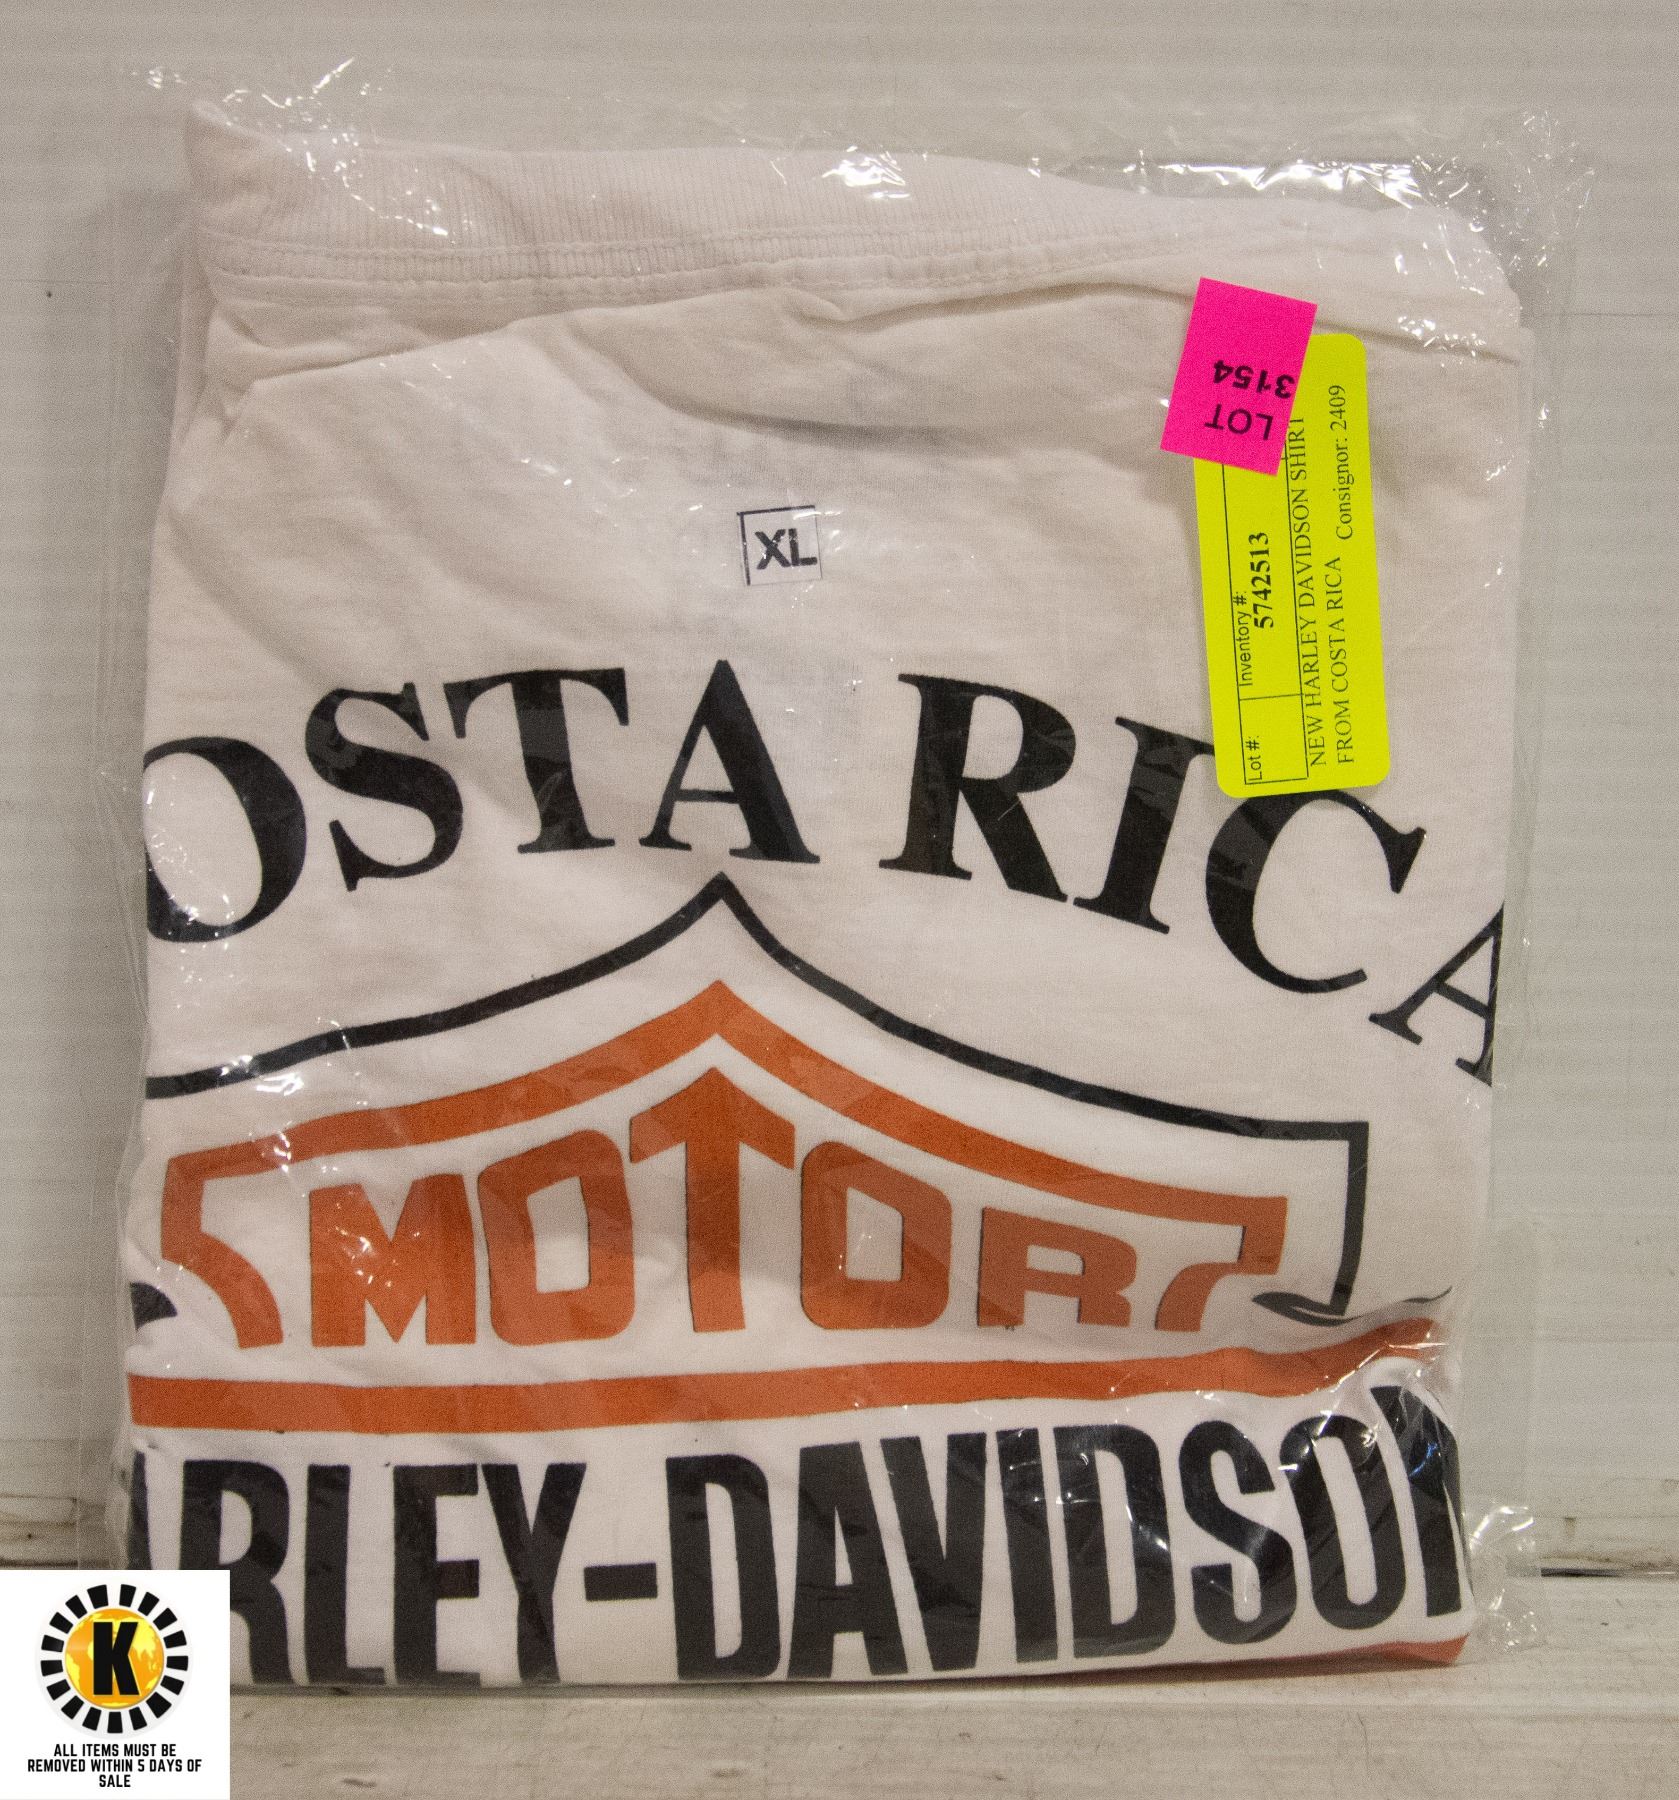 LOT
3154
Lot #:
Inventory #:
5742513
NEW HARLEY DAVIDSON SHIRT
FROM COSTA RICA Consignor: 2409
XL
OSTA RICA
MOTOR
ARLEY-DAVIDSON
K
ALL ITEMS MUST BE
REMOVED WITHIN 5 DAYS OF
SALE